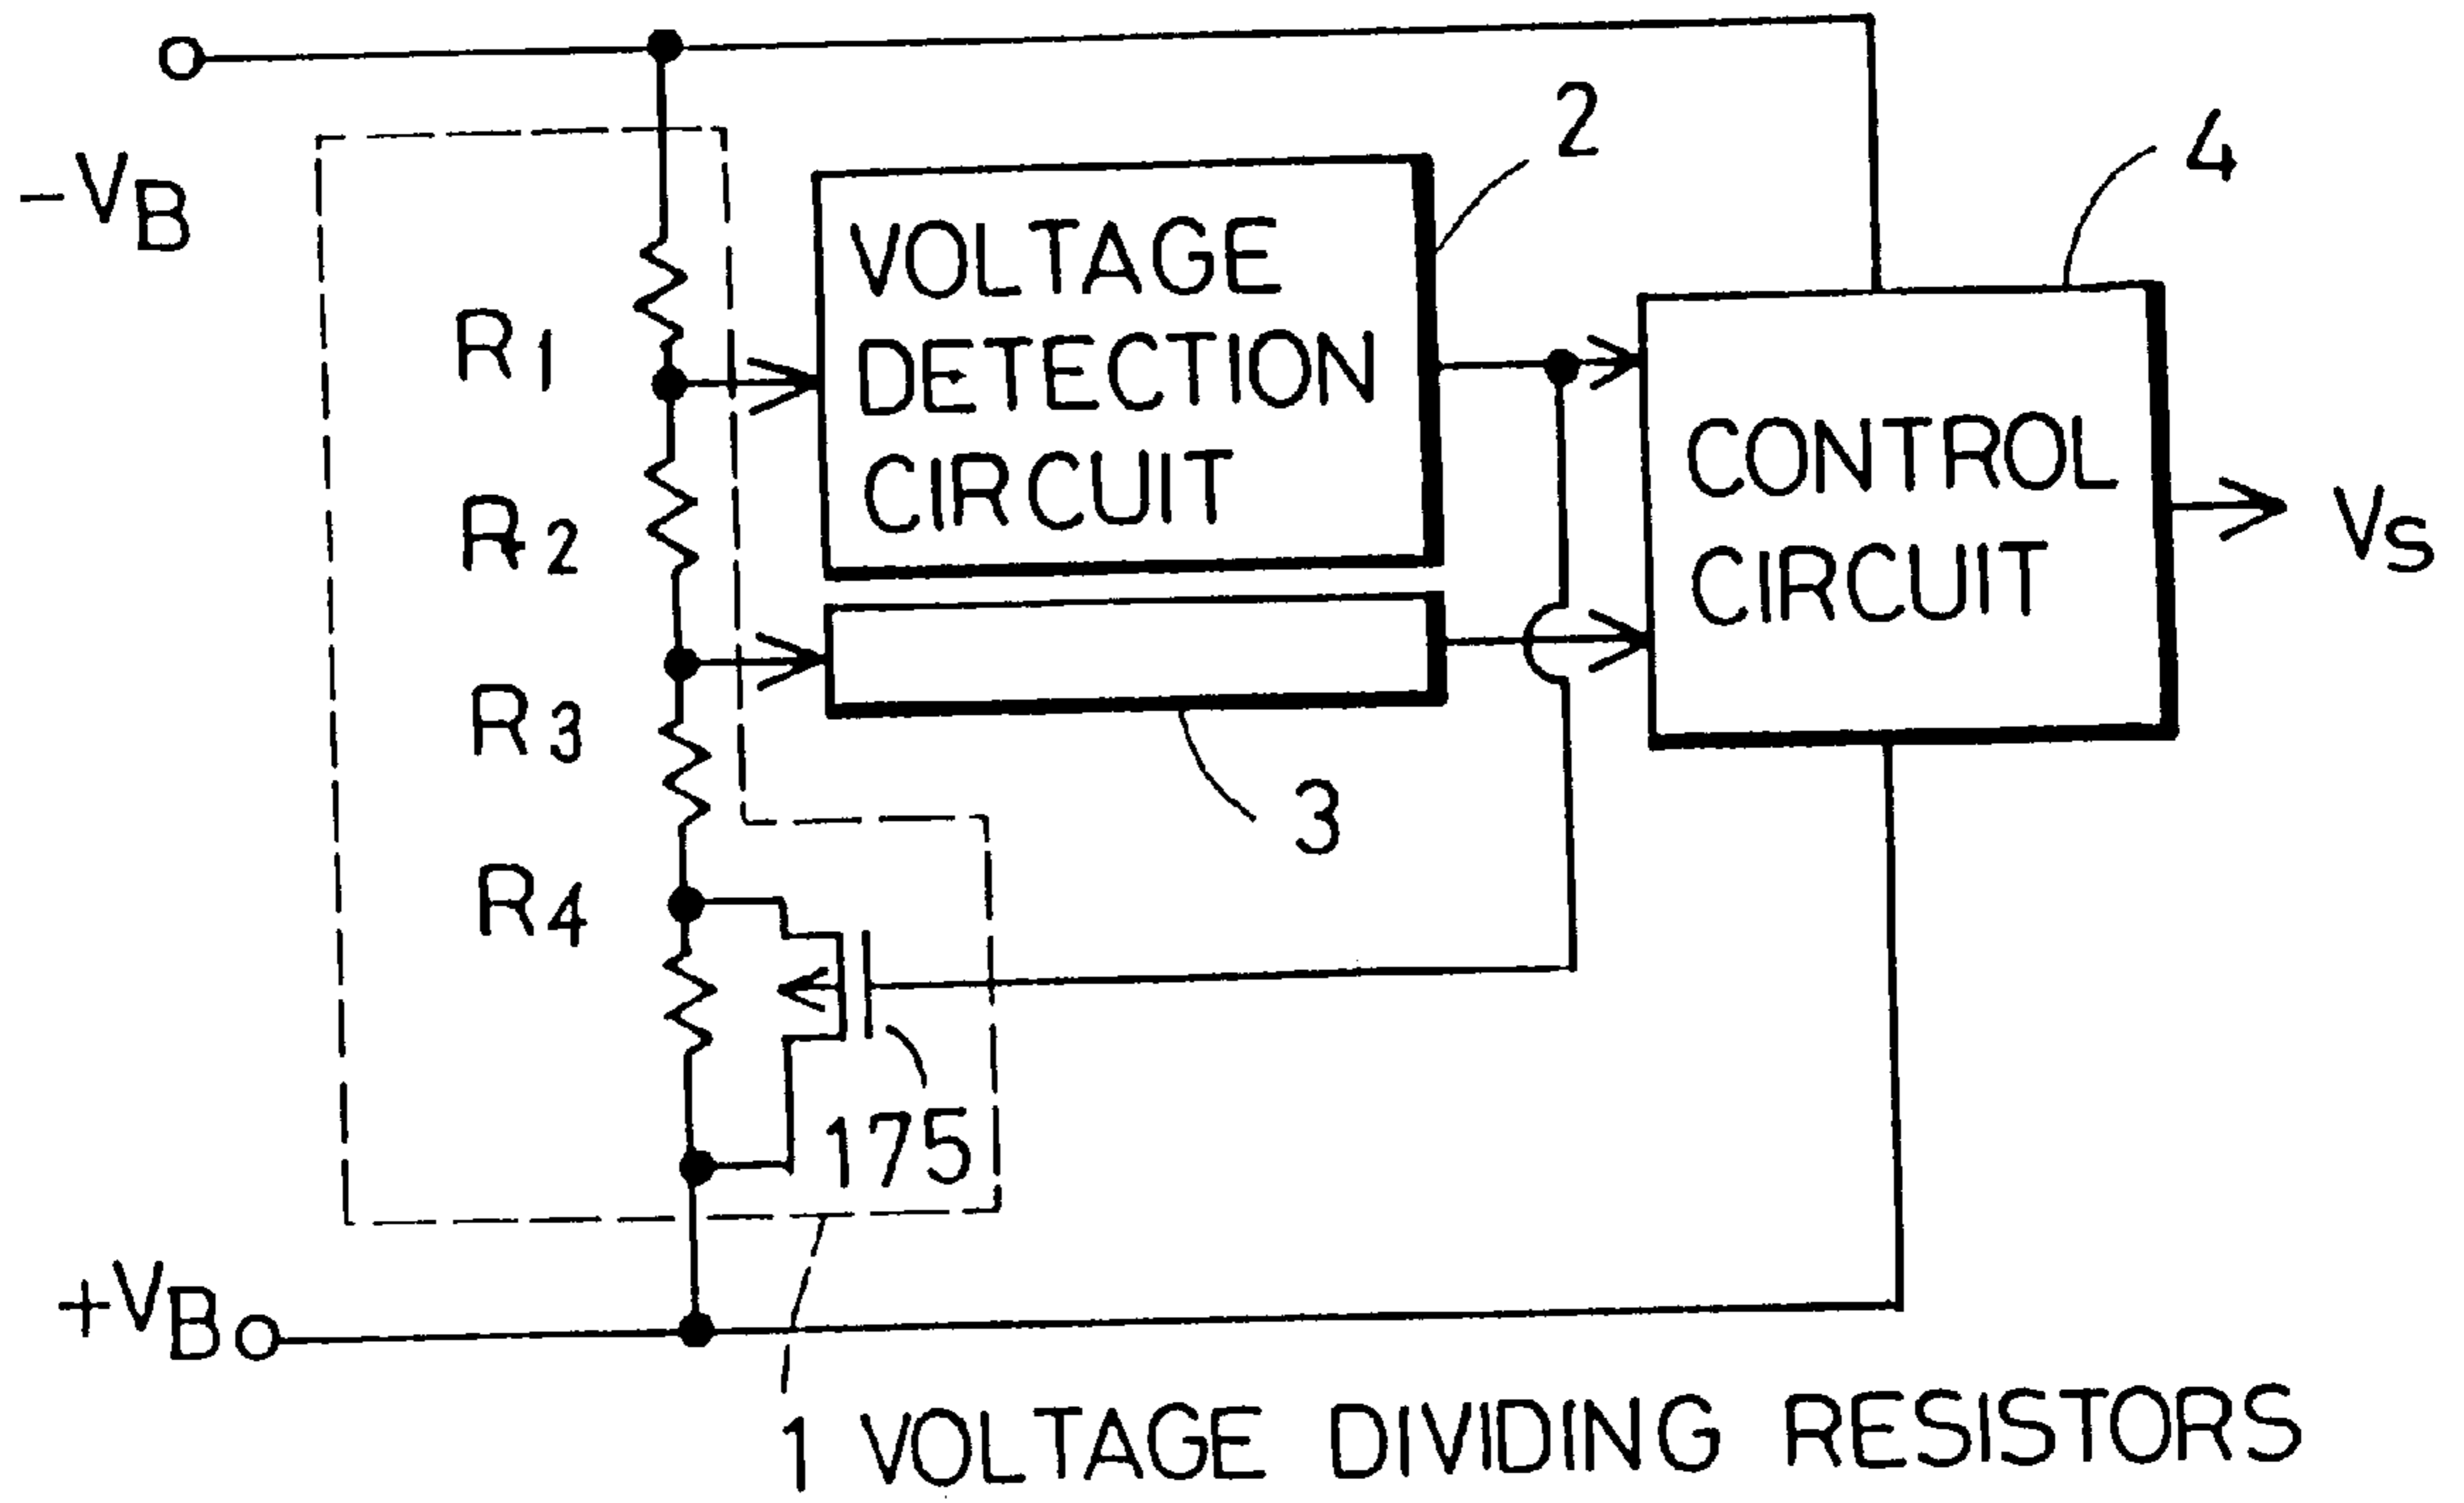 2
4
-VB
VOLTAGE
DETECTION
CIRCUIT
R1
CONTROL
CIRCUIT
R2
VS
R3
3
R4
175
+VB
1 VOLTAGE DIVIDING RESISTORS